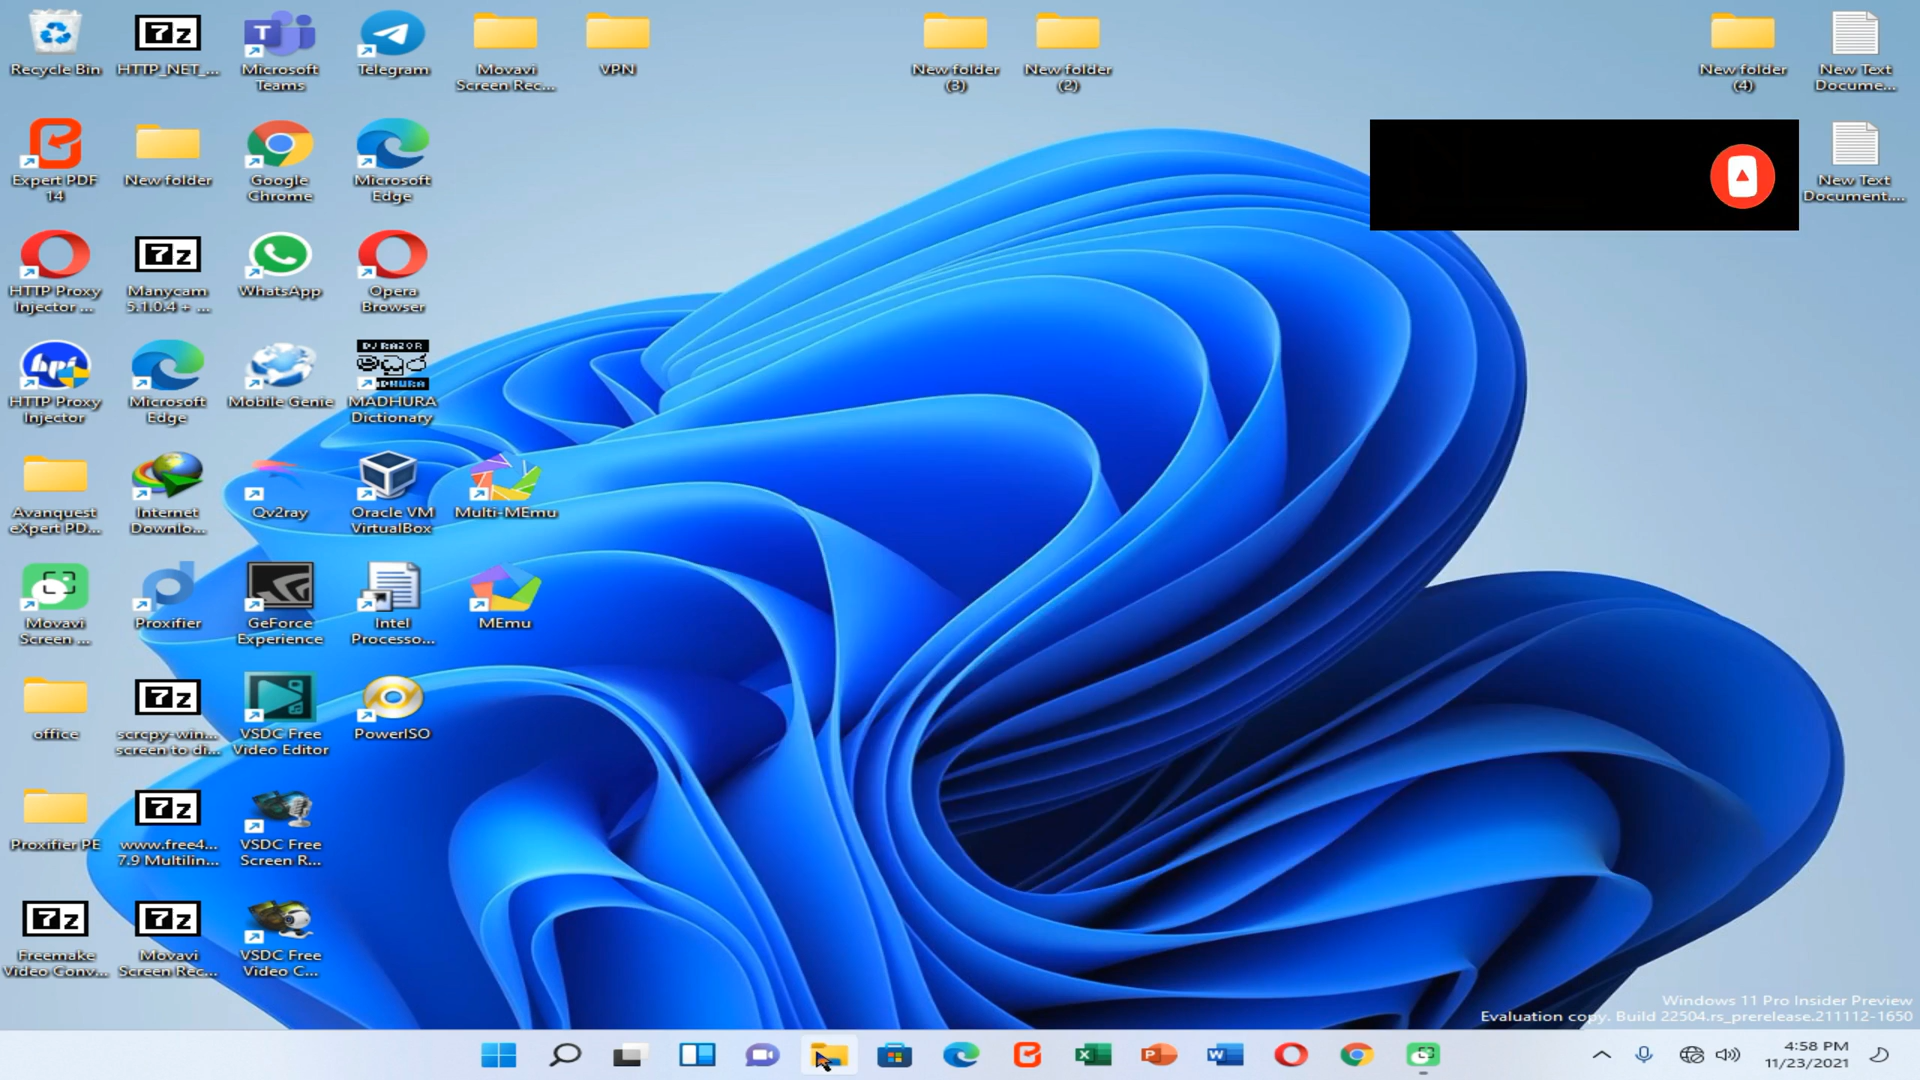 Recycle Bin
HTTP_NET_...
Microsoft
Teams
Telegram
Movavi
Screen Rec...
VPN
New folder
(3)
New folder
(2)
New folder
(4)
New Text
Docume...
Expert PDF
14
New folder
Google
Chrome
Microsoft
Edge
New Text
Document....
HTTP Proxy
Injector ...
Manycam
5.1.0.4 + ...
WhatsApp
Opera
Browser
HTTP Proxy
Injector
Microsoft
Edge
Mobile Genie
DJ RAZOR
MADHURA
Dictionary
Avanquest
eXpert PD...
Internet
Downlo...
Qv2ray
Oracle VM
VirtualBox
Multi-MEmu
Movavi
Screen ...
Proxifier
GeForce
Experience
Intel
Processo...
MEmu
office
scrcpy-win...
screen to di...
VSDC Free
Video Editor
PowerISO
Proxifier PE
www.free4...
7.9 Multilin...
VSDC Free
Screen R...
Freemake
Video Conv...
Movavi
Screen Rec...
VSDC Free
Video C...
Windows 11 Pro Insider Preview
Evaluation copy. Build 22504.rs_prerelease.211112-1650
4:58 PM
11/23/2021